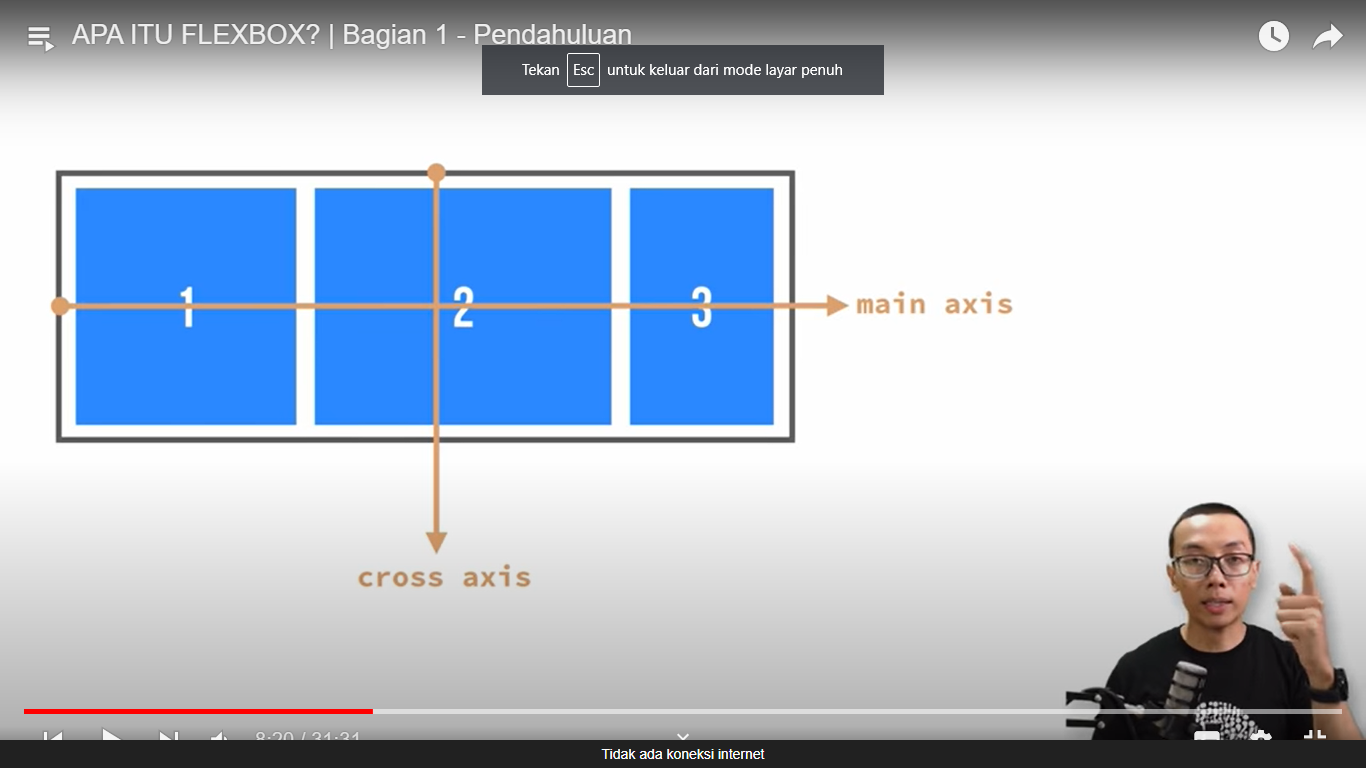 APA ITU FLEXBOX? | Bagian 1 - Pendahuluan
Tekan Esc untuk keluar dari mode layar penuh
1
2
3
main axis
cross axis
8:20 / 31:31
Tidak ada koneksi internet